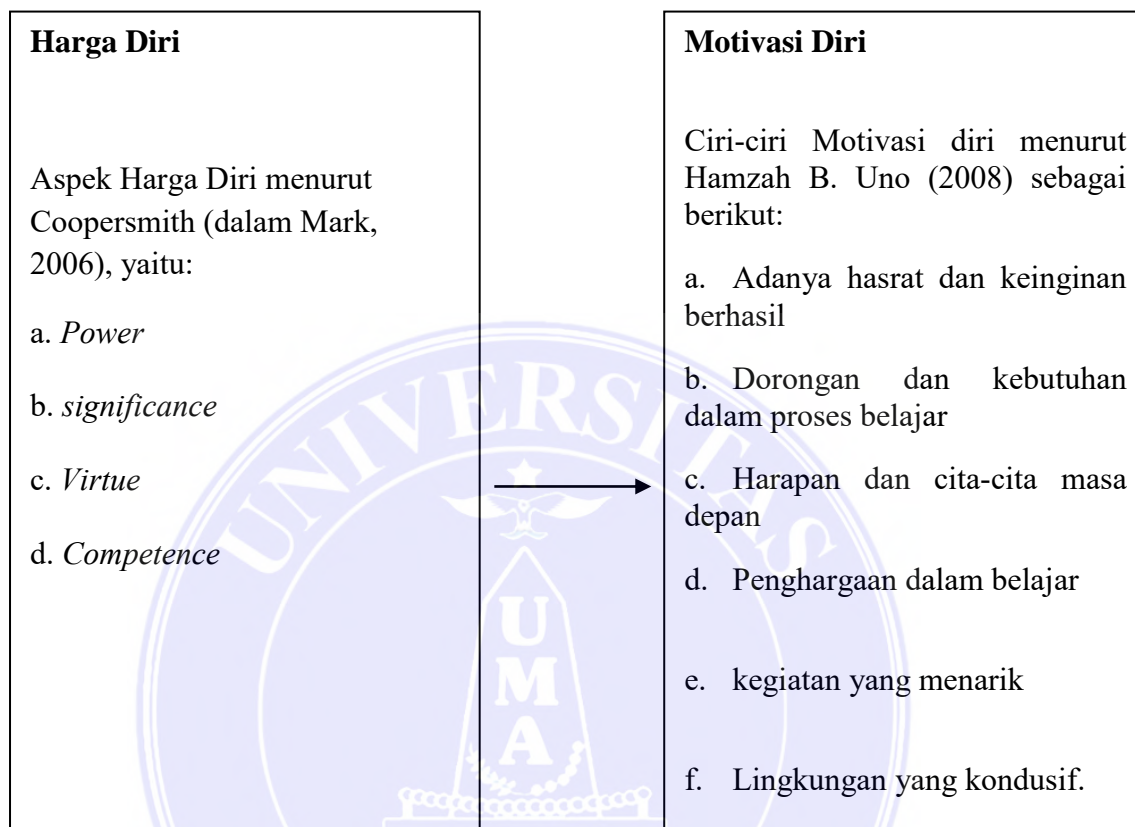 Harga Diri
Aspek Harga Diri menurut
Coopersmith (dalam Mark,
2006), yaitu:
a. Power
b. significance
c. Virtue
d. Competence
Motivasi Diri
Ciri-ciri Motivasi diri menurut
Hamzah B. Uno (2008) sebagai
berikut:
a. Adanya hasrat dan keinginan
berhasil
b. Dorongan dan kebutuhan
dalam proses belajar
c. Harapan dan cita-cita masa
depan
d. Penghargaan dalam belajar
e. kegiatan yang menarik
f. Lingkungan yang kondusif.
UNIVERSITAS
U
M
A